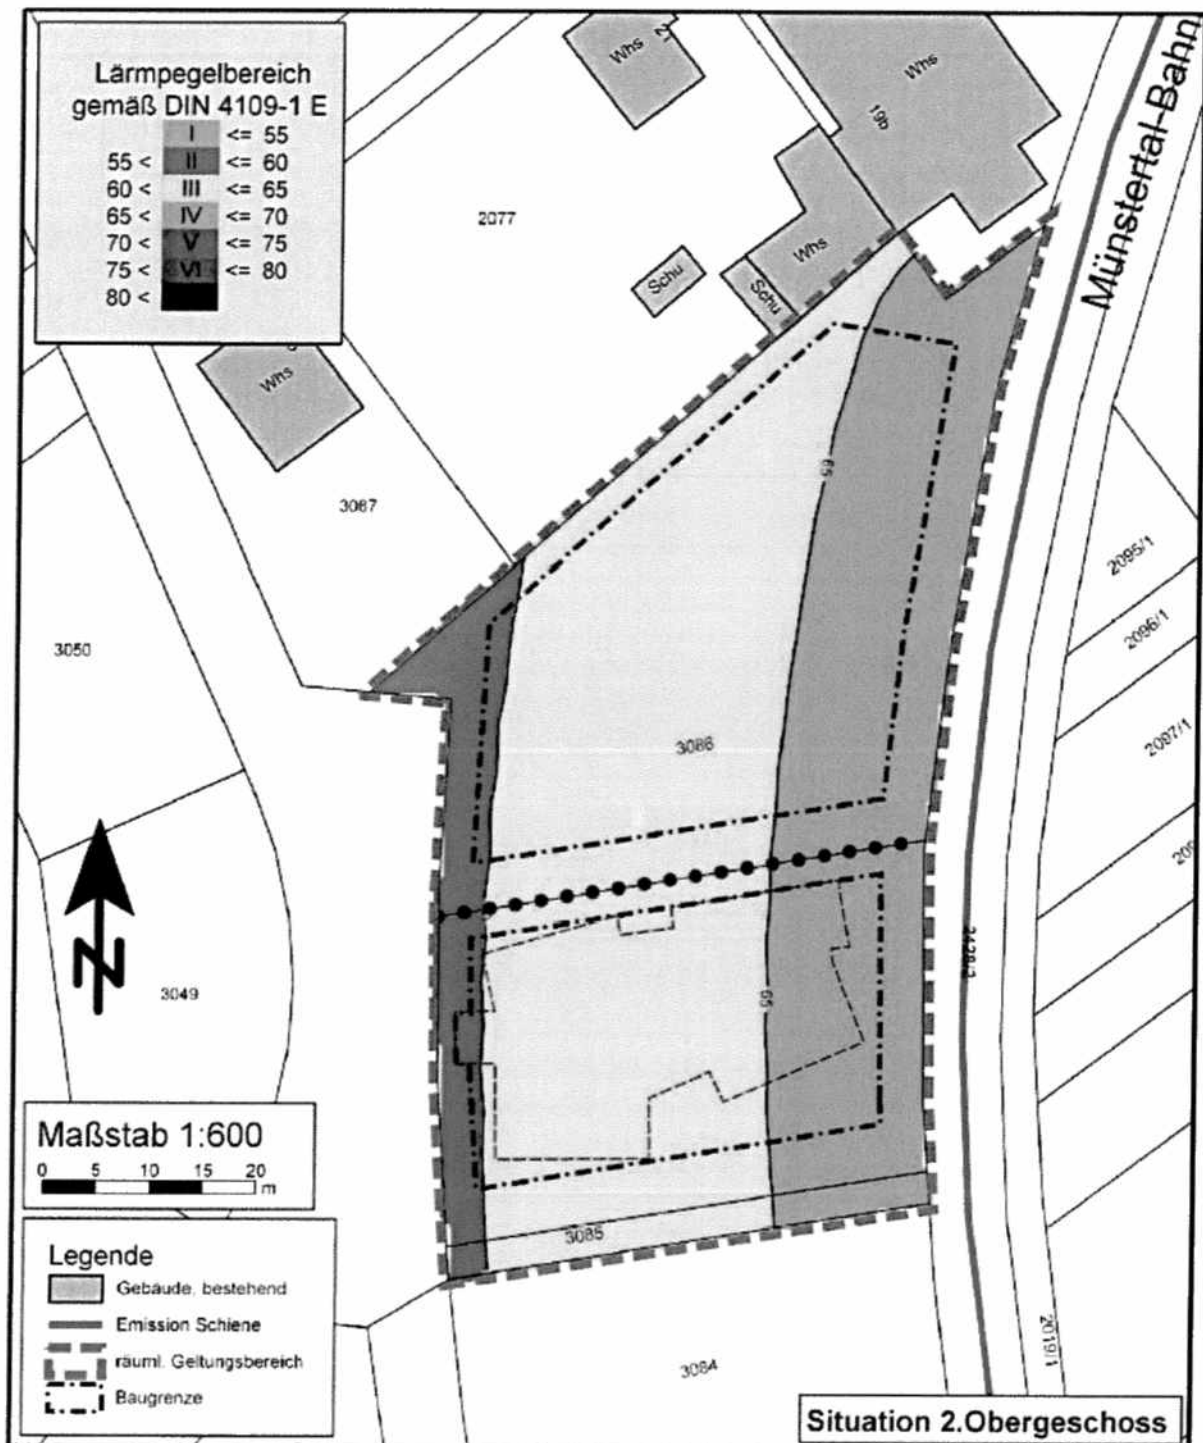 Lärmpegelbereich
gemäß DIN 4109-1 E
I <= 55
55 < II <= 60
60 < III <= 65
65 < IV <= 70
70 < V <= 75
75 < VI <= 80
80 <
Whs
Whs
19b
Münstertal-Bahn
2077
Whs
Schu
Schu
Whs
3087
65
2095/1
2096/1
3050
2097/1
3086
3049
65
Maßstab 1:600
0 5 10 15 20
m
3085
Legende
Gebäude, bestehend
Emission Schiene
räuml. Geltungsbereich
Baugrenze
2019/1
3084
Situation 2.Obergeschoss